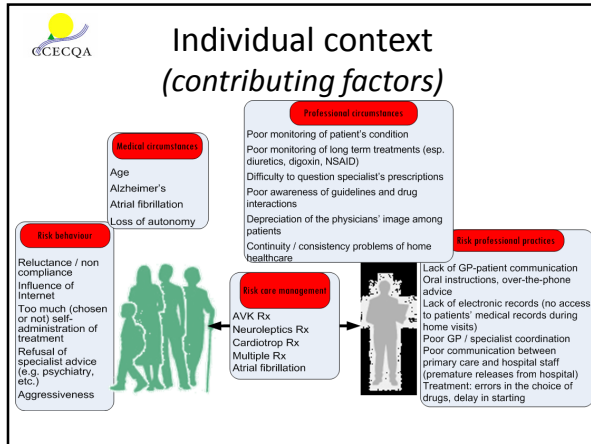 CCECQA
Individual context
(contributing factors)
Professional circumstances
Poor monitoring of patient's condition
Poor monitoring of long term treatments (esp.
diuretics, digoxin, NSAID)
Difficulty to question specialist's prescriptions
Poor awareness of guidelines and drug
interactions
Depreciation of the physicians' image among
patients
Continuity / consistency problems of home
healthcare
Medical circumstances
Age
Alzheimer's
Atrial fibrillation
Loss of autonomy
Risk behaviour
Reluctance / non
compliance
Influence of
Internet
Too much (chosen
or not) self-
administration of
treatment
Refusal of
specialist advice
(e.g. psychiatry,
etc.)
Aggressiveness
Risk care management
AVK Rx
Neuroleptics Rx
Cardiotrop Rx
Multiple Rx
Atrial fibrillation
Risk professional practices
Lack of GP-patient communication
Oral instructions, over-the-phone
advice
Lack of electronic records (no access
to patients' medical records during
home visits)
Poor GP / specialist coordination
Poor communication between
primary care and hospital staff
(premature releases from hospital)
Treatment: errors in the choice of
drugs, delay in starting